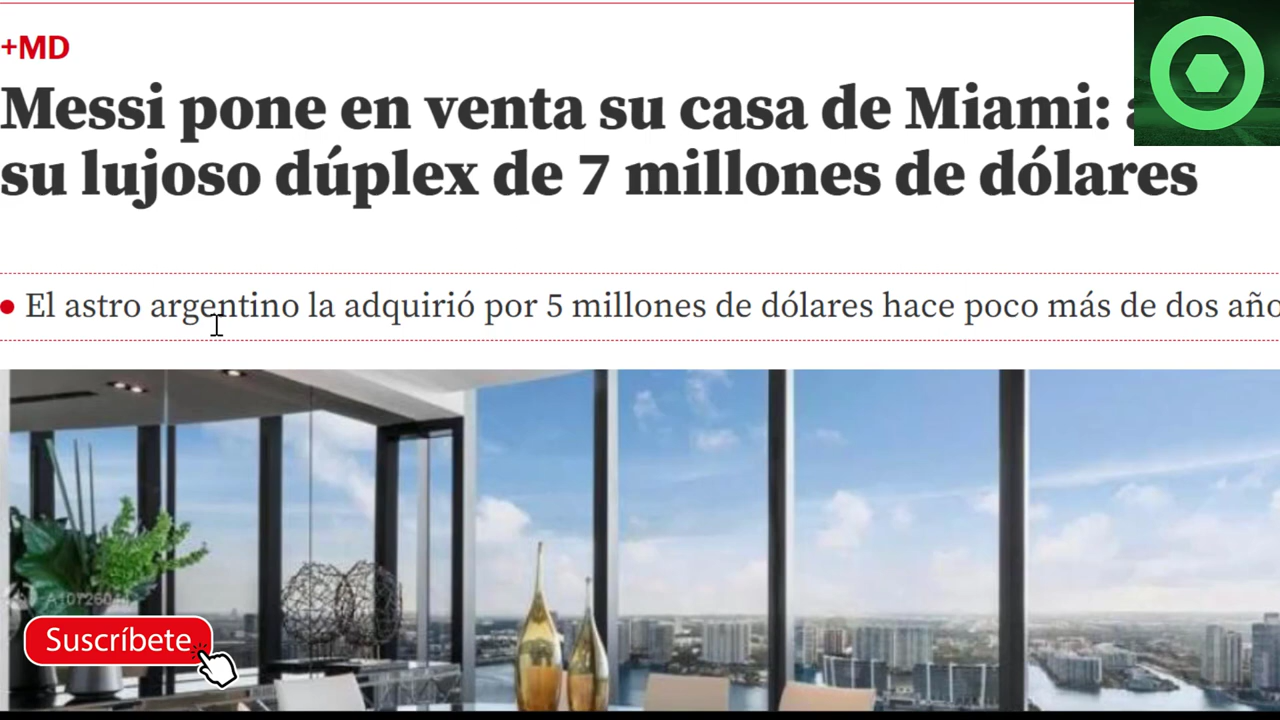 +MD
Messi pone en venta su casa de Miami:
su lujoso dúplex de 7 millones de dólares
El astro argentino la adquirió por 5 millones de dólares hace poco más de dos
Suscríbete